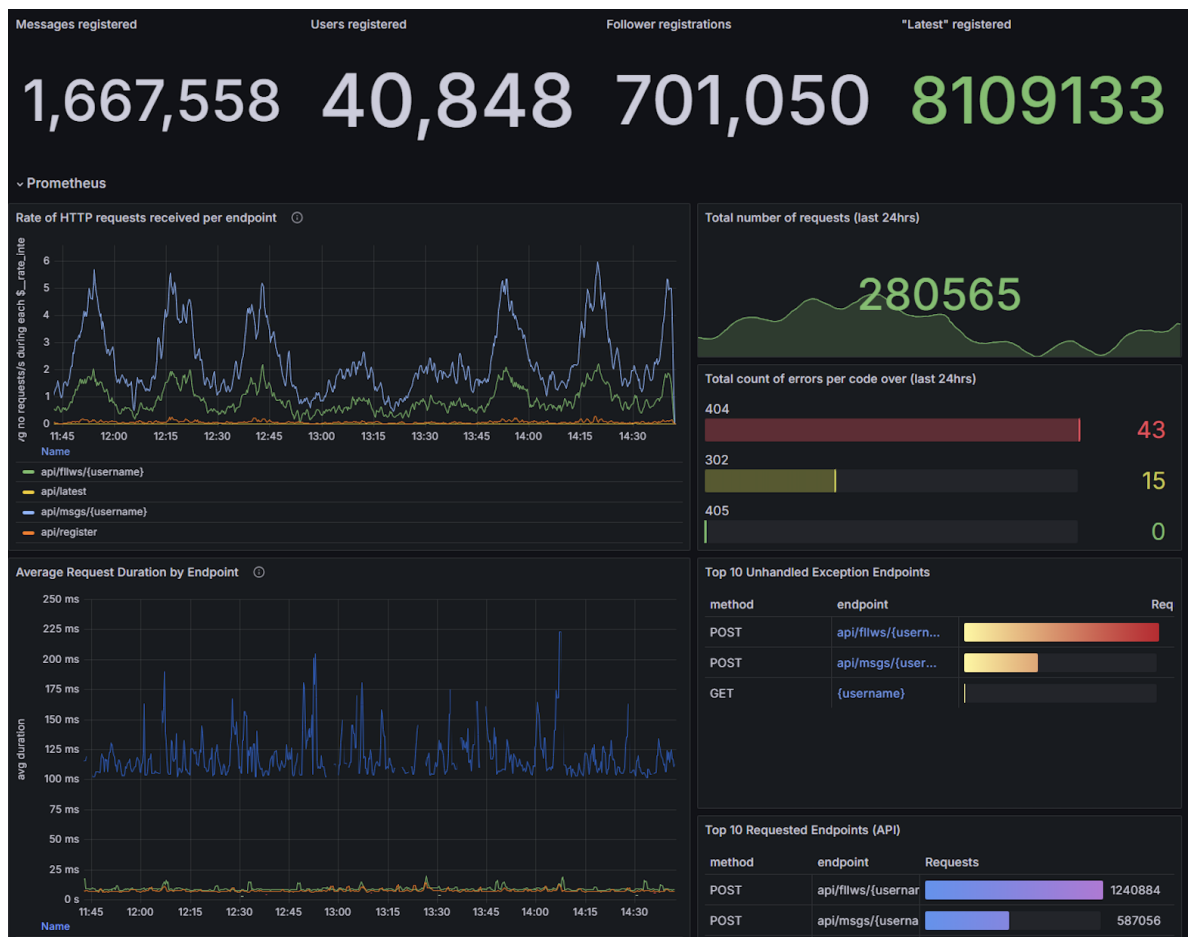 Messages registered
Users registered
Follower registrations
"Latest" registered
1,667,558
40,848
701,050
8109133
Prometheus
Rate of HTTP requests received per endpoint
/g no requests/s during each $__rate_inte
6
5
4
3
2
1
0
11:45 12:00 12:15 12:30 12:45 13:00 13:15 13:30 13:45 14:00 14:15 14:30
Name
api/fllws/{username}
api/latest
api/msgs/{username}
api/register
Total number of requests (last 24hrs)
280565
Total count of errors per code over (last 24hrs)
404
43
302
15
405
0
Average Request Duration by Endpoint
avg duration
250 ms
225 ms
200 ms
175 ms
150 ms
125 ms
100 ms
75 ms
50 ms
25 ms
0 s
11:45 12:00 12:15 12:30 12:45 13:00 13:15 13:30 13:45 14:00 14:15 14:30
Name
Top 10 Unhandled Exception Endpoints
method endpoint Req
POST api/fllws/{usern...
POST api/msgs/{user...
GET {username}
Top 10 Requested Endpoints (API)
method endpoint Requests
POST api/fllws/{usernar 1240884
POST api/msgs/{userna 587056